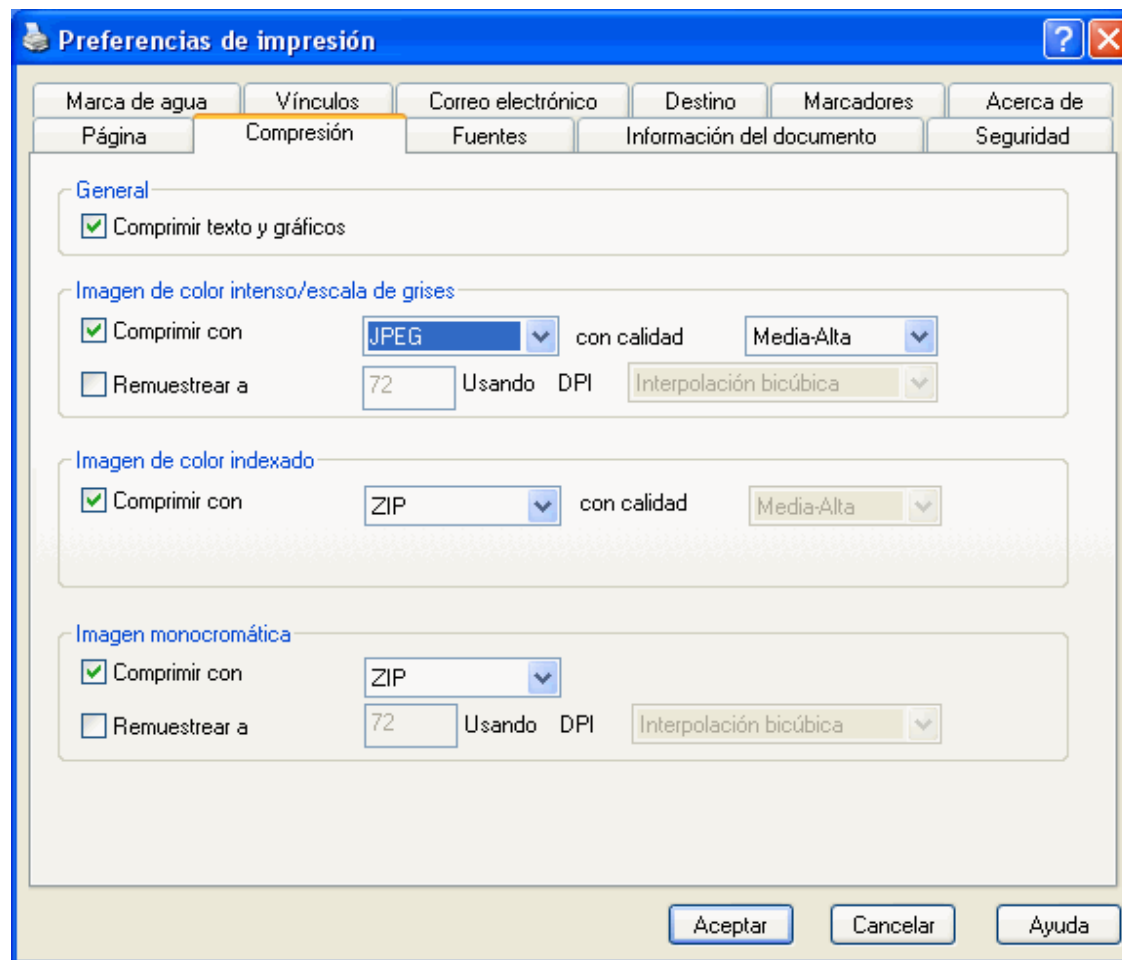 Preferencias de impresión
Marca de agua Vínculos Correo electrónico Destino Marcadores Acerca de
Página Compresión Fuentes Información del documento Seguridad
General
Comprimir texto y gráficos
Imagen de color intenso/escala de grises
Comprimir con JPEG con calidad Media-Alta
Remuestrear a 72 Usando DPI Interpolación bicúbica
Imagen de color indexado
Comprimir con ZIP con calidad Media-Alta
Imagen monocromática
Comprimir con ZIP
Remuestrear a 72 Usando DPI Interpolación bicúbica
Aceptar Cancelar Ayuda